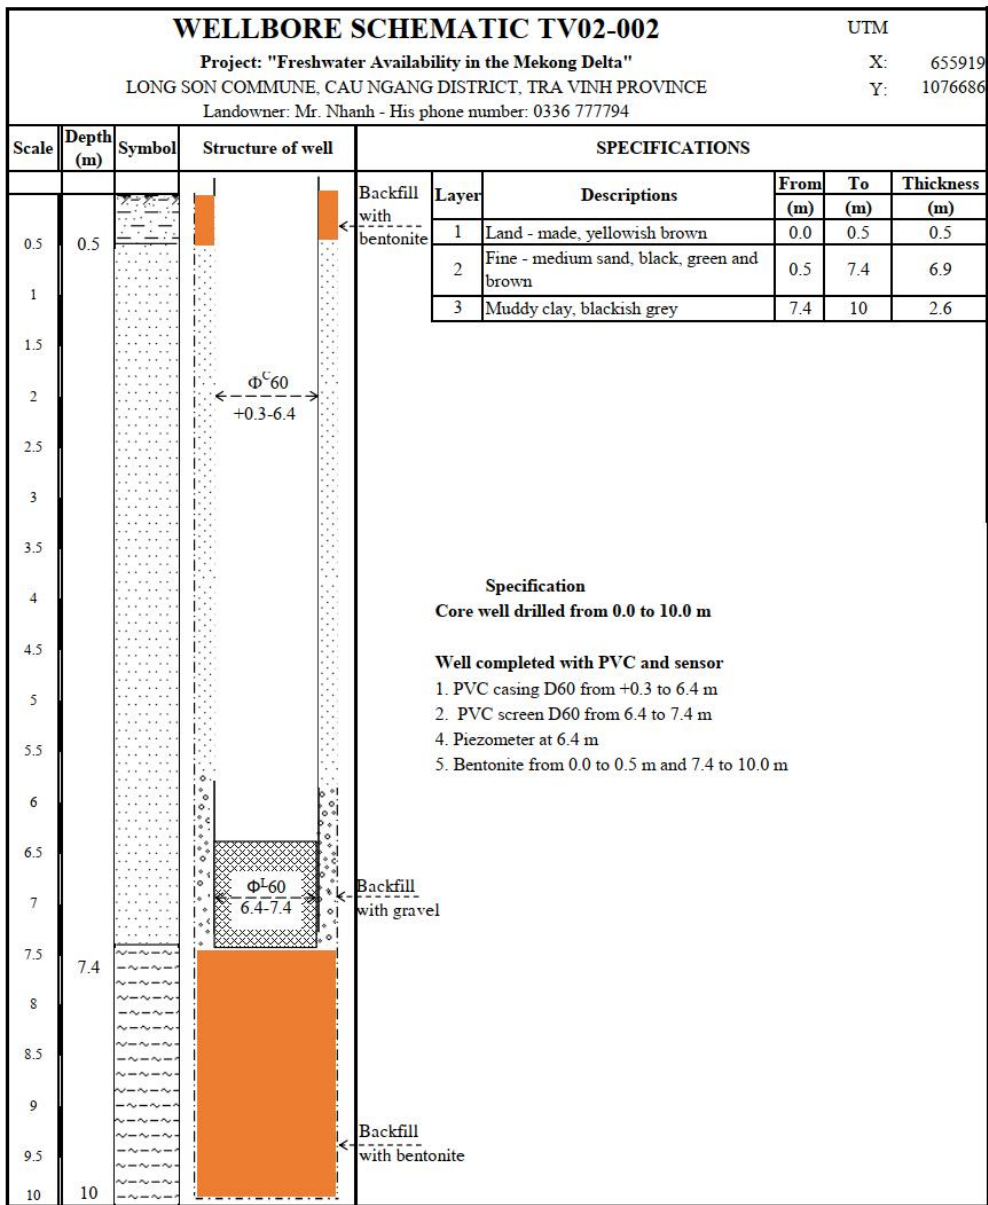 WELLBORE SCHEMATIC TV02-002
UTM
Project: "Freshwater Availability in the Mekong Delta"
X: 655919
LONG SON COMMUNE, CAU NGANG DISTRICT, TRA VINH PROVINCE
Y: 1076686
Landowner: Mr. Nhanh - His phone number: 0336 777794
Scale
Depth
(m)
Symbol
Structure of well
SPECIFICATIONS
Layer
Descriptions
From
(m)
To
(m)
Thickness
(m)
1 Land - made, yellowish brown 0.0 0.5 0.5
2 Fine - medium sand, black, green and
brown 0.5 7.4 6.9
3 Muddy clay, blackish grey 7.4 10 2.6
Backfill
with
bentonite
0.5 0.5
1
1.5
Φᶜ60
2
+0.3-6.4
2.5
3
3.5
Specification
4
Core well drilled from 0.0 to 10.0 m
4.5
Well completed with PVC and sensor
1. PVC casing D60 from +0.3 to 6.4 m
5
2. PVC screen D60 from 6.4 to 7.4 m
4. Piezometer at 6.4 m
5.5
5. Bentonite from 0.0 to 0.5 m and 7.4 to 10.0 m
6
6.5
Φᴸ60
6.4-7.4
Backfill
with gravel
7
7.5
7.4
8
8.5
9
Backfill
with bentonite
9.5
10 10